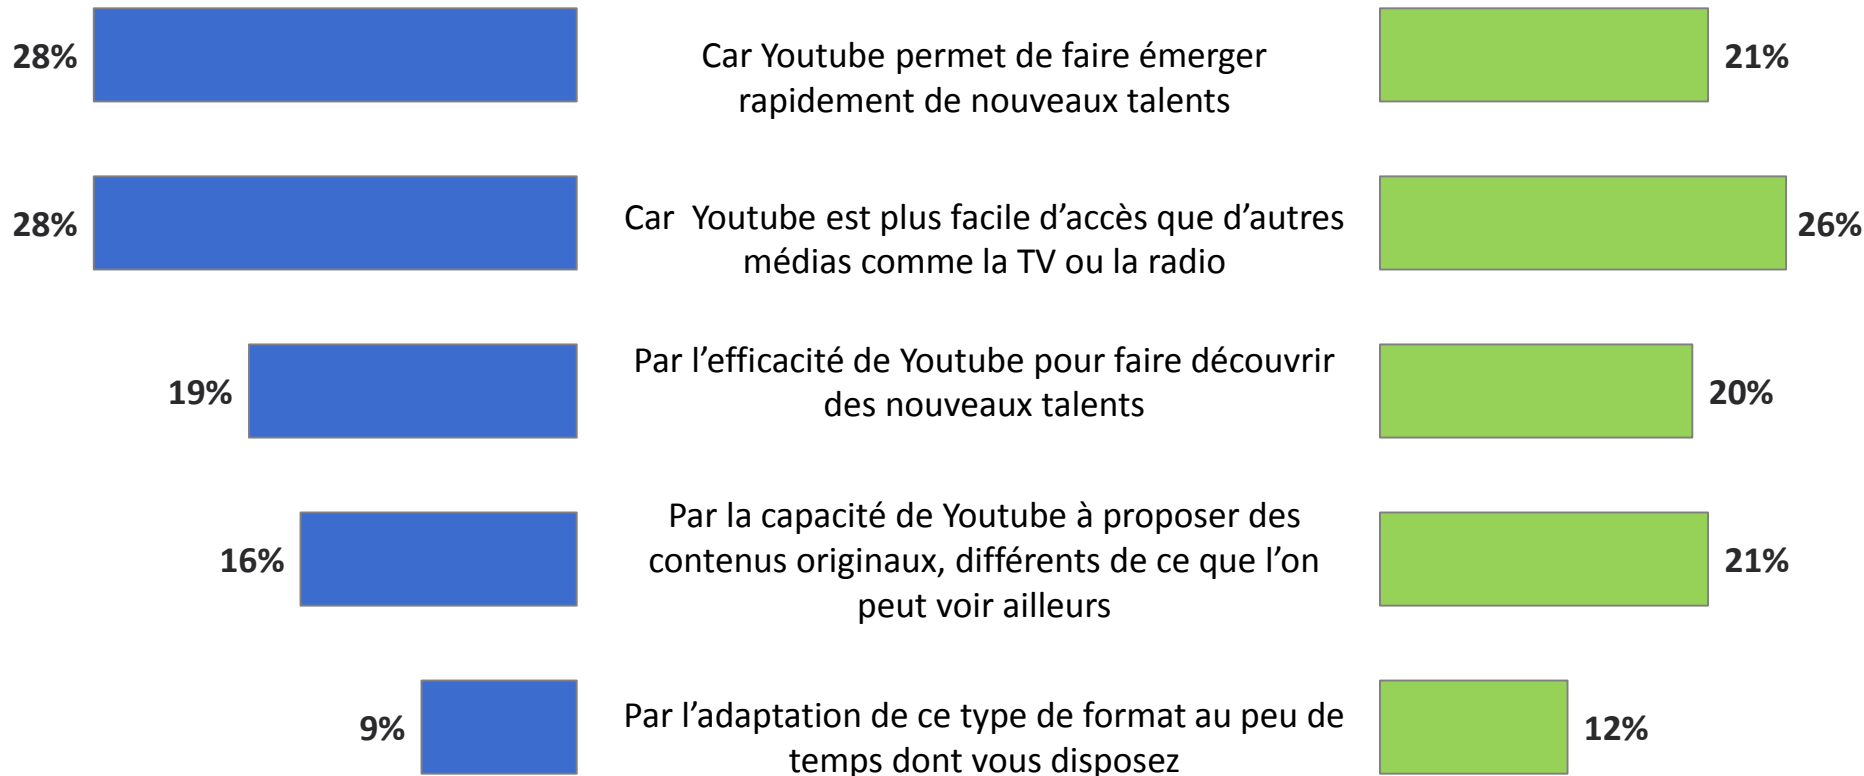 28%
Car Youtube permet de faire émerger
rapidement de nouveaux talents
21%
28%
Car  Youtube est plus facile d’accès que d’autres
médias comme la TV ou la radio
26%
19%
Par l’efficacité de Youtube pour faire découvrir
des nouveaux talents
20%
16%
Par la capacité de Youtube à proposer des
contenus originaux, différents de ce que l’on
peut voir ailleurs
21%
9%
Par l’adaptation de ce type de format au peu de
temps dont vous disposez
12%